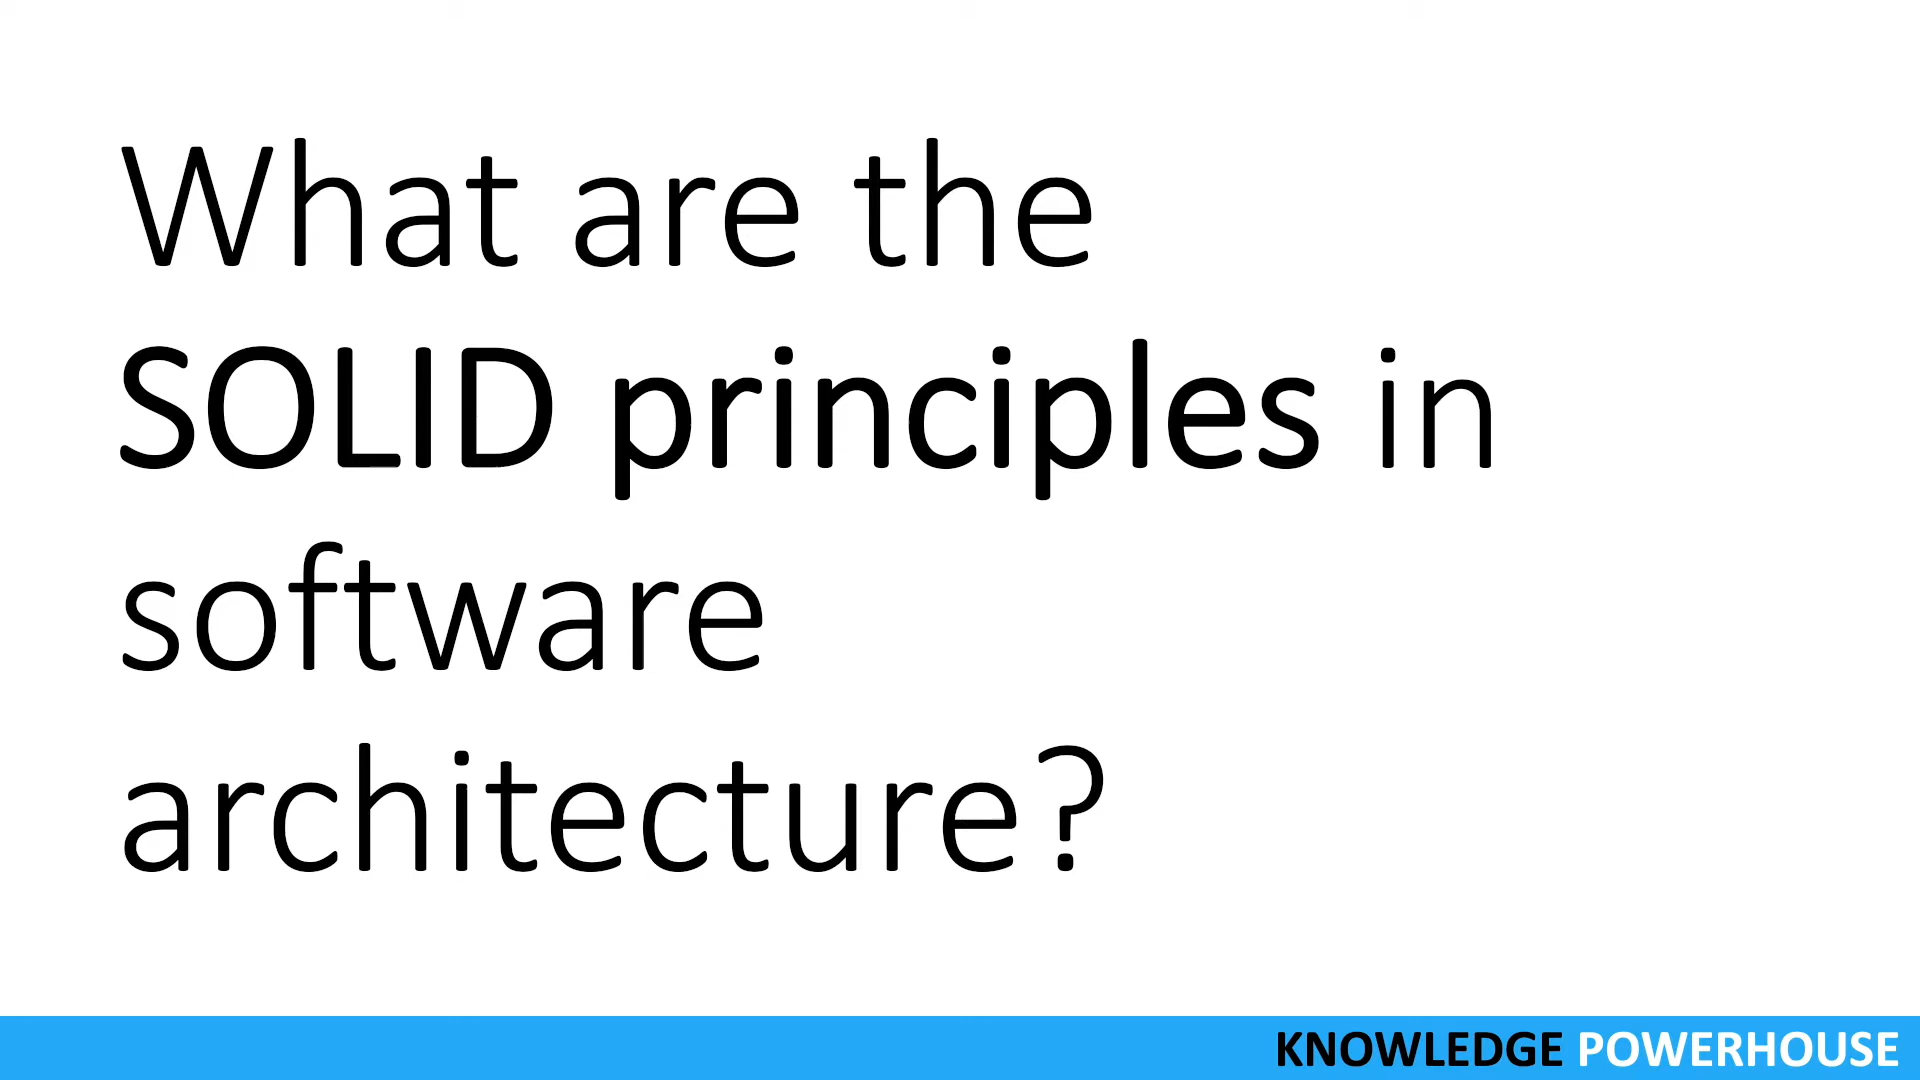 What are the
SOLID principles in
software
architecture?
KNOWLEDGE POWERHOUSE